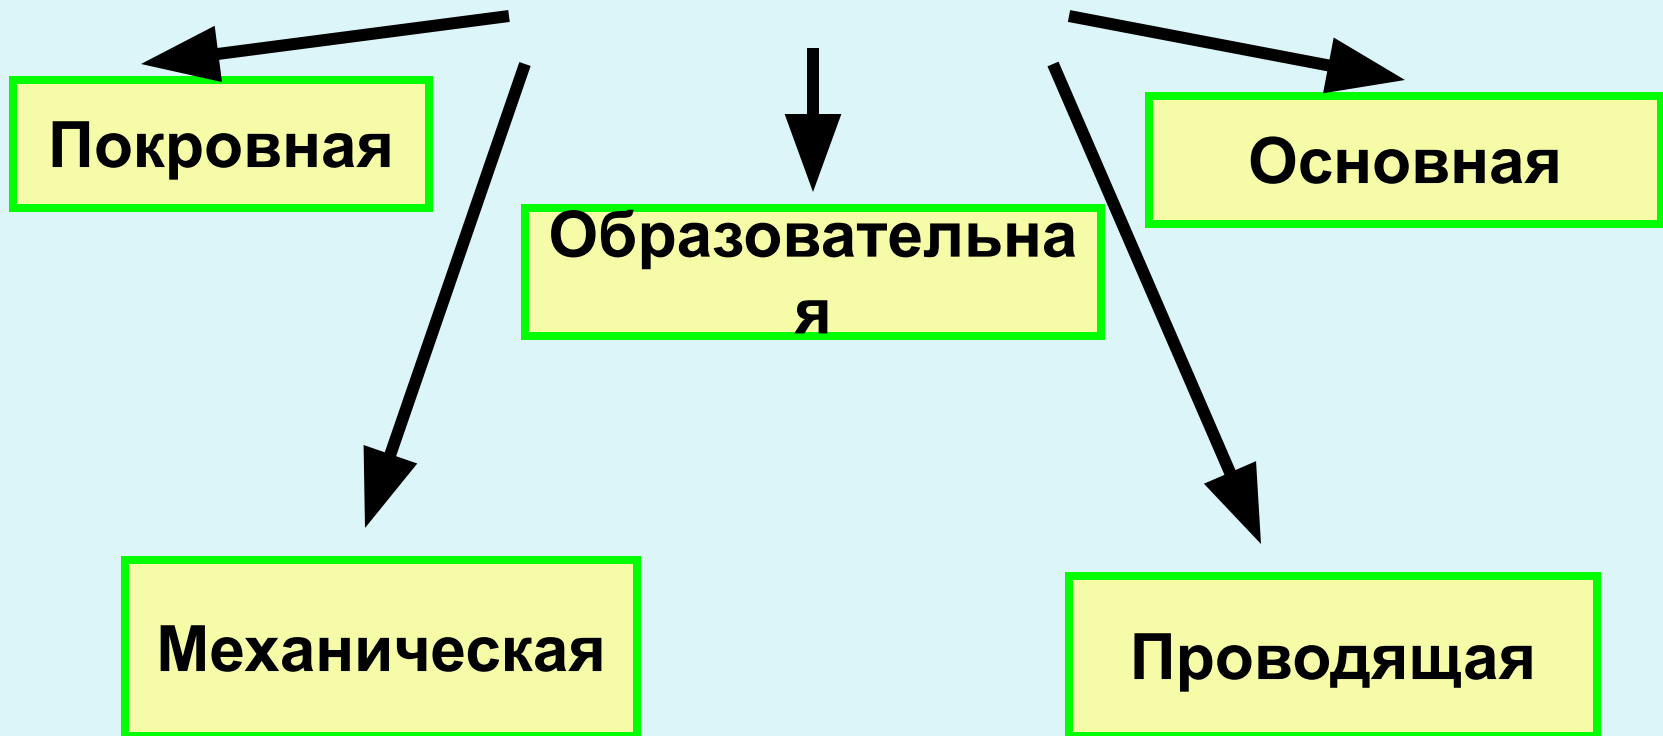 Покровная
Основная
Образовательна
я
Механическая
Проводящая